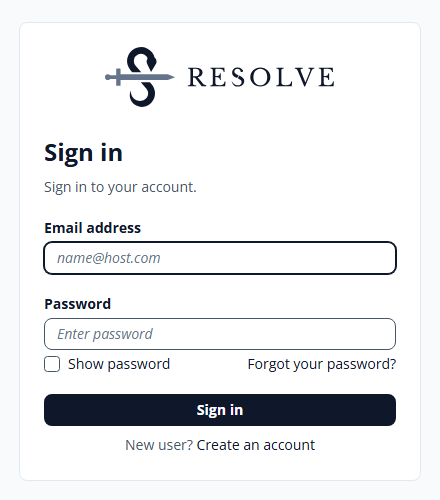 RESOLVE
Sign in
Sign in to your account.
Email address
name@host.com
Password
Enter password
Show password Forgot your password?
Sign in
New user? Create an account